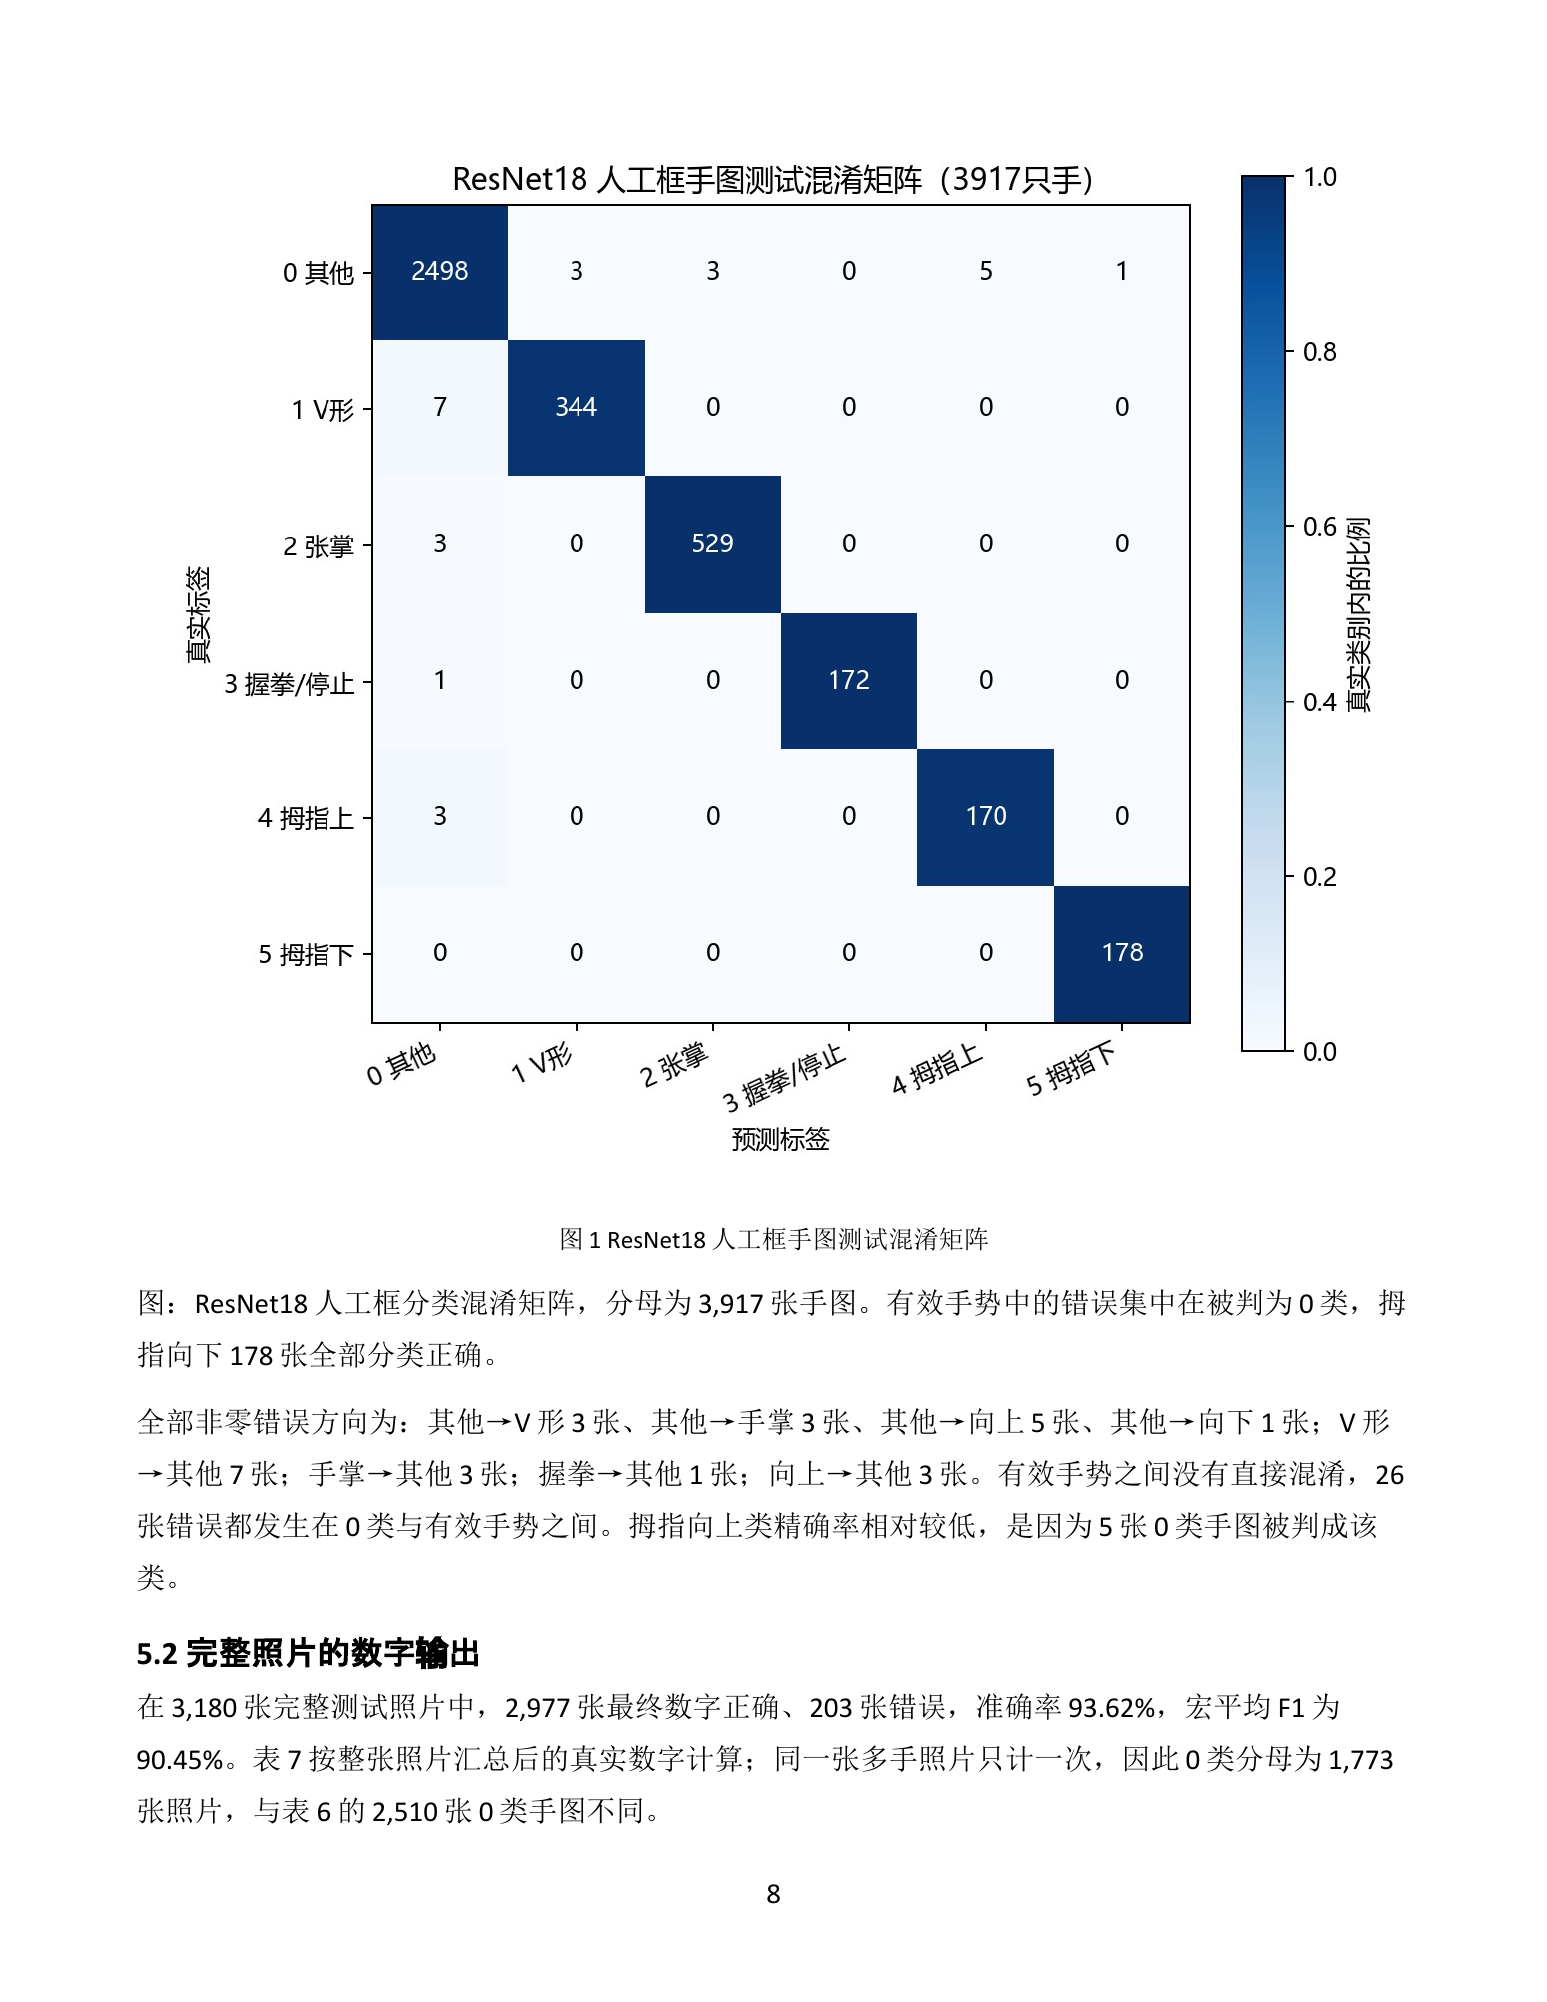 ResNet18 人工框手图测试混淆矩阵（3917只手）
1.0
0.8
0.6
0.4
0.2
0.0
真实类别内的比例
真实标签
0 其他 2498 3 3 0 5 1
1 V形 7 344 0 0 0 0
2 张掌 3 0 529 0 0 0
3 握拳/停止 1 0 0 172 0 0
4 拇指上 3 0 0 0 170 0
5 拇指下 0 0 0 0 0 178
0 其他 1 V形 2 张掌 3 握拳/停止 4 拇指上 5 拇指下
预测标签
图 1 ResNet18 人工框手图测试混淆矩阵
图：ResNet18 人工框分类混淆矩阵，分母为 3,917 张手图。有效手势中的错误集中在被判为 0 类，拇
指向下 178 张全部分类正确。
全部非零错误方向为：其他→V 形 3 张、其他→手掌 3 张、其他→向上 5 张、其他→向下 1 张；V 形
→其他 7 张；手掌→其他 3 张；握拳→其他 1 张；向上→其他 3 张。有效手势之间没有直接混淆，26
张错误都发生在 0 类与有效手势之间。拇指向上类精确率相对较低，是因为 5 张 0 类手图被判成该
类。
5.2 完整照片的数字输出
在 3,180 张完整测试照片中，2,977 张最终数字正确、203 张错误，准确率 93.62%，宏平均 F1 为
90.45%。表 7 按整张照片汇总后的真实数字计算；同一张多手照片只计一次，因此 0 类分母为 1,773
张照片，与表 6 的 2,510 张 0 类手图不同。
8